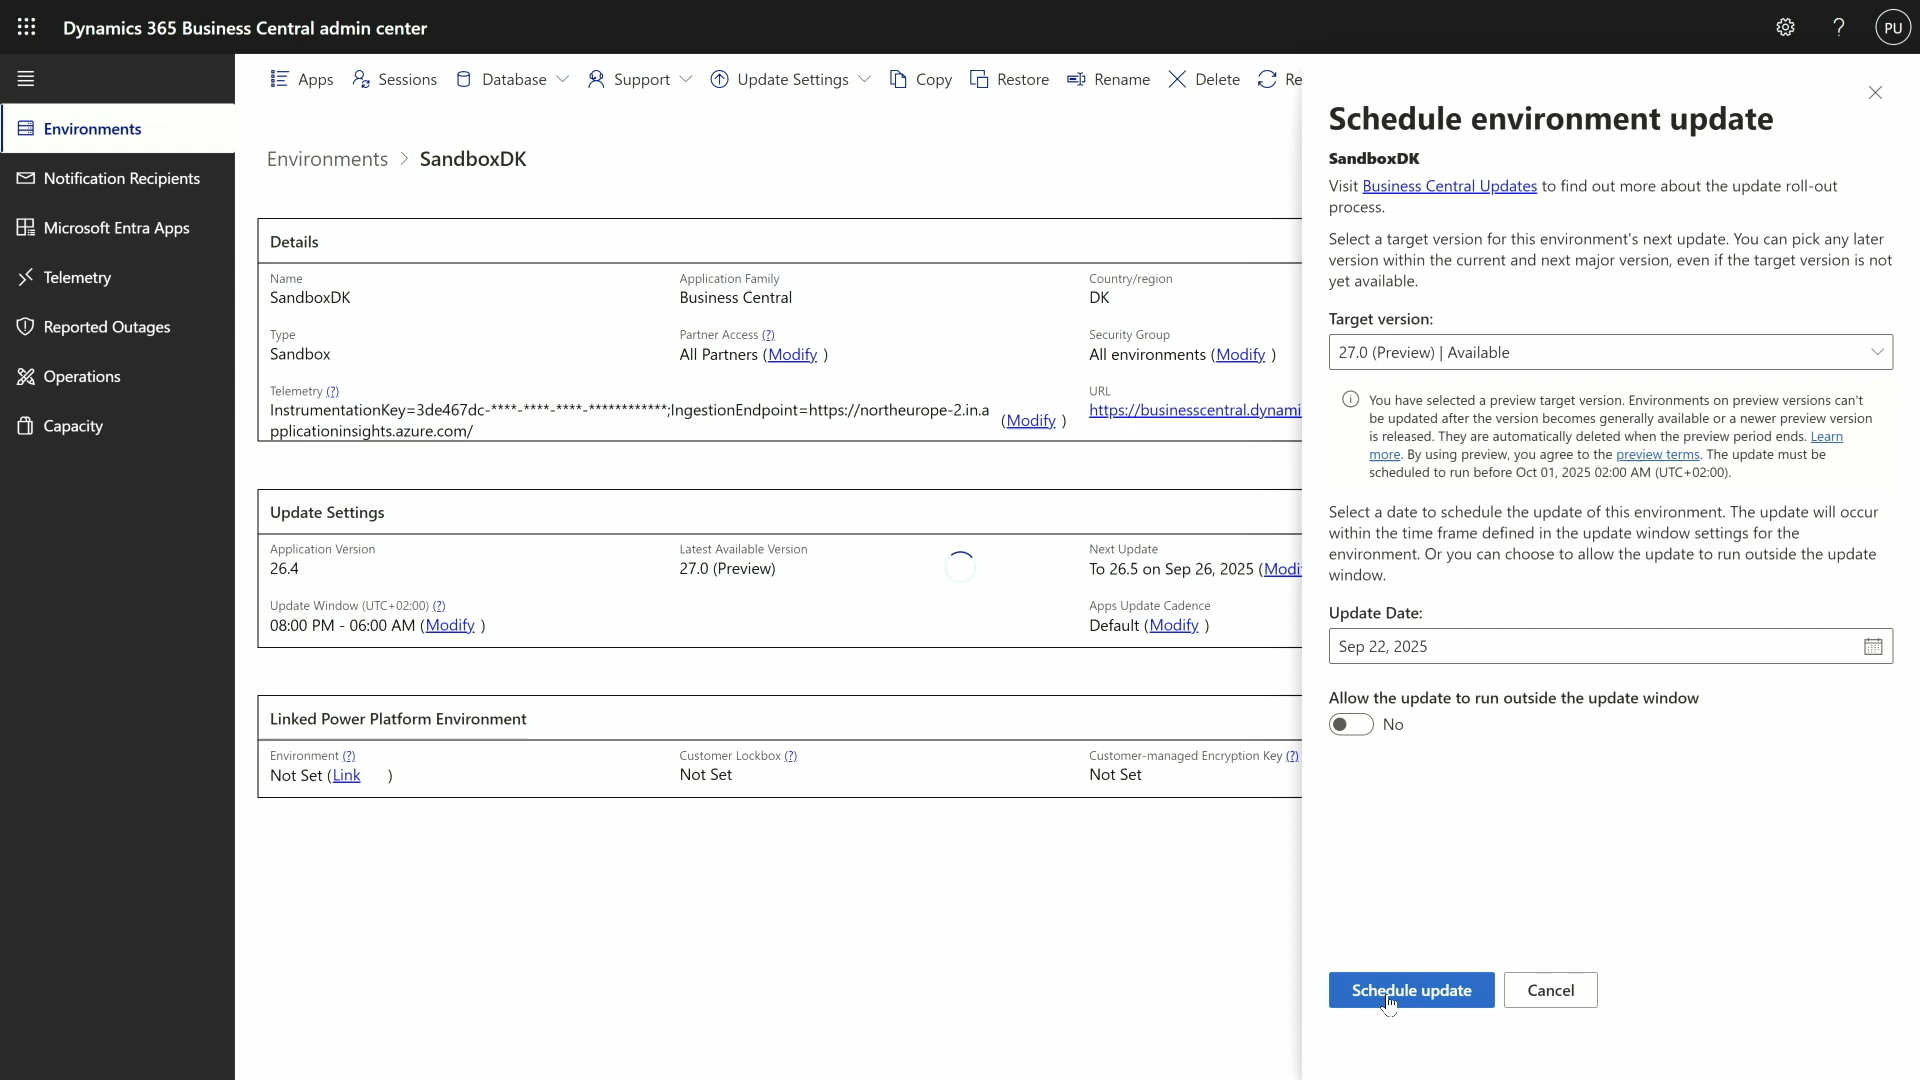 Dynamics 365 Business Central admin center
PU
Environments
Notification Recipients
Microsoft Entra Apps
Telemetry
Reported Outages
Operations
Capacity
Apps Sessions Database Support Update Settings Copy Restore Rename Delete Re
Environments > SandboxDK
Details
Name
SandboxDK
Application Family
Business Central
Country/region
DK
Type
Sandbox
Partner Access (?)
All Partners (Modify )
Security Group
All environments (Modify )
Telemetry (?)
InstrumentationKey=3de467dc-****-****-****-************;IngestionEndpoint=https://northeurope-2.in.a
pplicationinsights.azure.com/
(Modify )
URL
https://businesscentral.dynami
Update Settings
Application Version
26.4
Latest Available Version
27.0 (Preview)
Next Update
To 26.5 on Sep 26, 2025 (Modi
Update Window (UTC+02:00) (?)
08:00 PM - 06:00 AM (Modify )
Apps Update Cadence
Default (Modify )
Linked Power Platform Environment
Environment (?)
Not Set (Link )
Customer Lockbox (?)
Not Set
Customer-managed Encryption Key (?)
Not Set
Schedule environment update
SandboxDK
Visit Business Central Updates to find out more about the update roll-out
process.
Select a target version for this environment's next update. You can pick any later
version within the current and next major version, even if the target version is not
yet available.
Target version:
27.0 (Preview) | Available
You have selected a preview target version. Environments on preview versions can't
be updated after the version becomes generally available or a newer preview version
is released. They are automatically deleted when the preview period ends. Learn
more. By using preview, you agree to the preview terms. The update must be
scheduled to run before Oct 01, 2025 02:00 AM (UTC+02:00).
Select a date to schedule the update of this environment. The update will occur
within the time frame defined in the update window settings for the
environment. Or you can choose to allow the update to run outside the update
window.
Update Date:
Sep 22, 2025
Allow the update to run outside the update window
No
Schedule update
Cancel